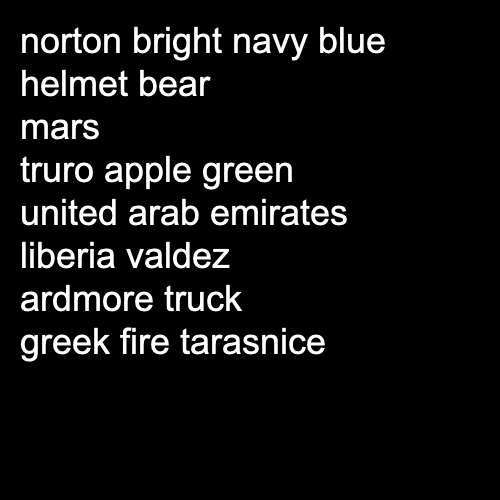 norton bright navy blue
helmet bear
mars
truro apple green
united arab emirates
liberia valdez
ardmore truck
greek fire tarasnice